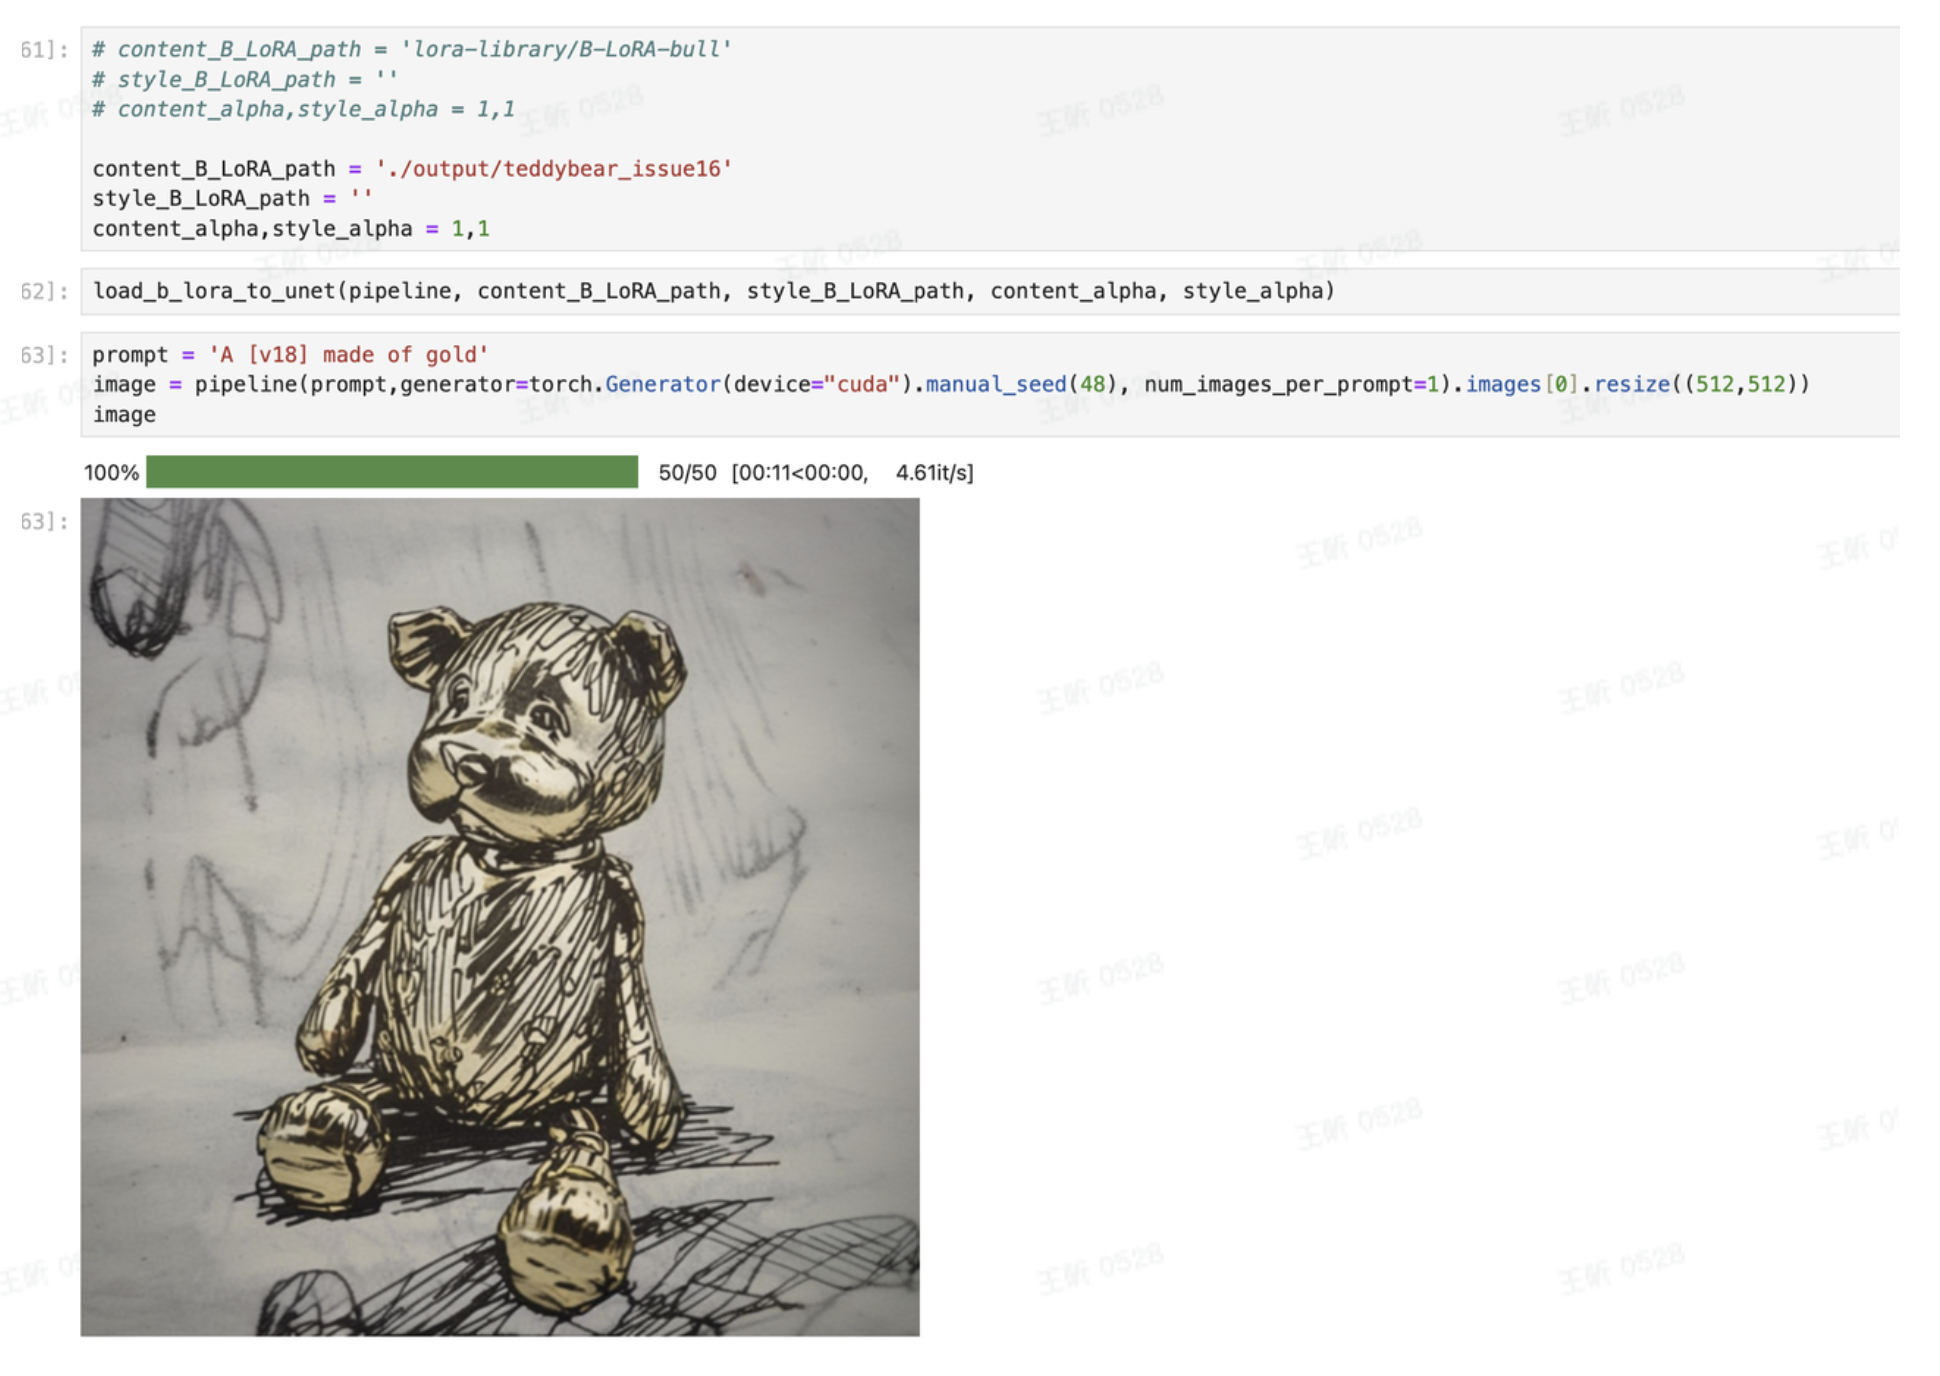 61]:
# content_B_LoRA_path = 'lora-library/B-LoRA-bull'
# style_B_LoRA_path = ''
# content_alpha,style_alpha = 1,1
content_B_LoRA_path = './output/teddybear_issue16'
style_B_LoRA_path = ''
content_alpha,style_alpha = 1,1
62]:
load_b_lora_to_unet(pipeline, content_B_LoRA_path, style_B_LoRA_path, content_alpha, style_alpha)
63]:
prompt = 'A [v18] made of gold'
image = pipeline(prompt,generator=torch.Generator(device="cuda").manual_seed(48), num_images_per_prompt=1).images[0].resize((512,512))
image
100% 50/50 [00:11<00:00, 4.61it/s]
63]:
王昕 0528